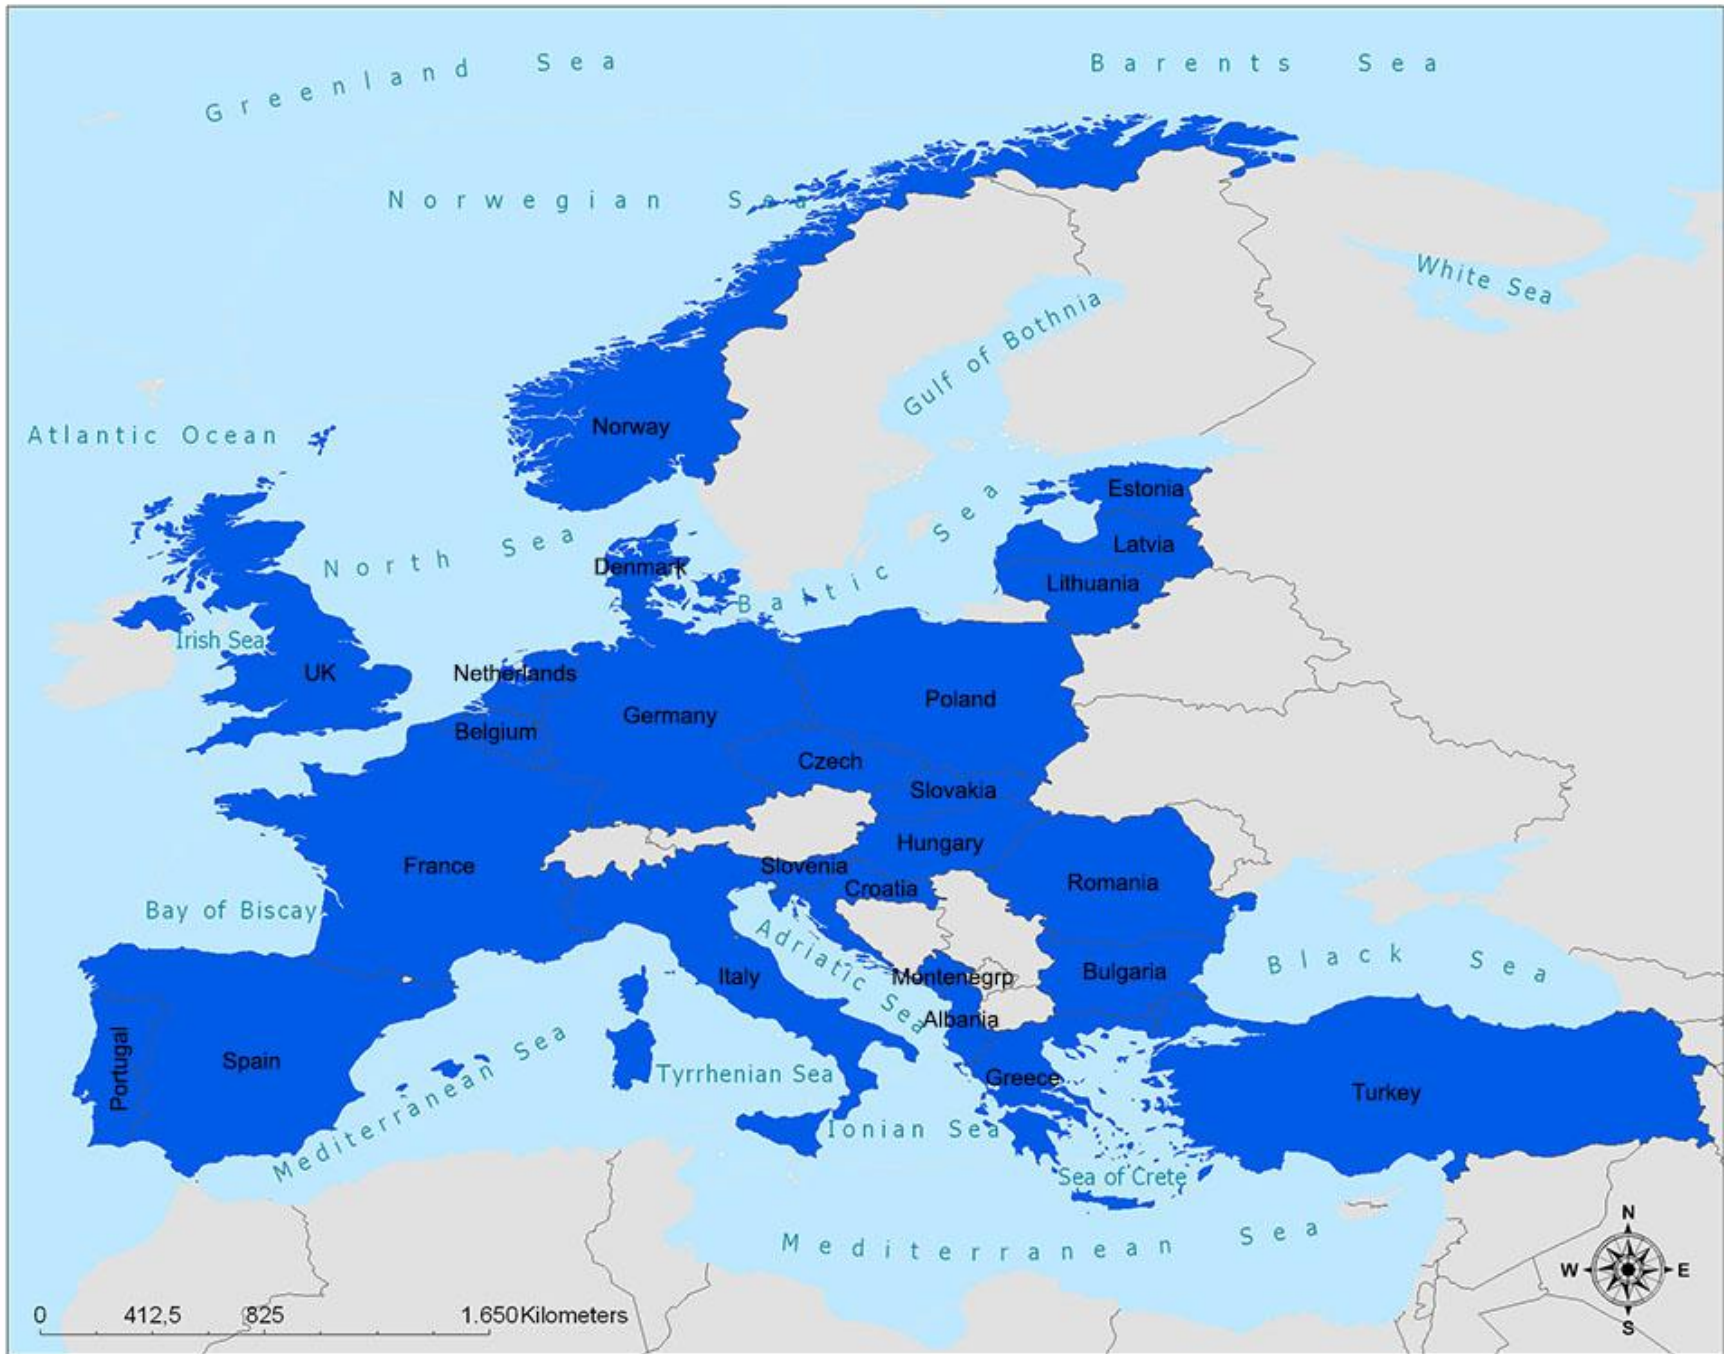 Greenland Sea
Barents Sea
Norwegian Sea
White Sea
Gulf of Bothnia
Atlantic Ocean
Norway
Estonia
North Sea
Baltic Sea
Latvia
Denmark
Lithuania
Irish Sea
UK
Netherlands
Poland
Germany
Belgium
Czech
Slovakia
Hungary
France
Slovenia
Croatia
Romania
Bay of Biscay
Adriatic Sea
Black Sea
Italy
Montenegrp
Bulgaria
Albania
Portugal
Spain
Mediterranean Sea
Tyrrhenian Sea
Greece
Turkey
Ionian Sea
Sea of Crete
Mediterranean Sea
N
W E
S
0 412,5 825 1.650Kilometers